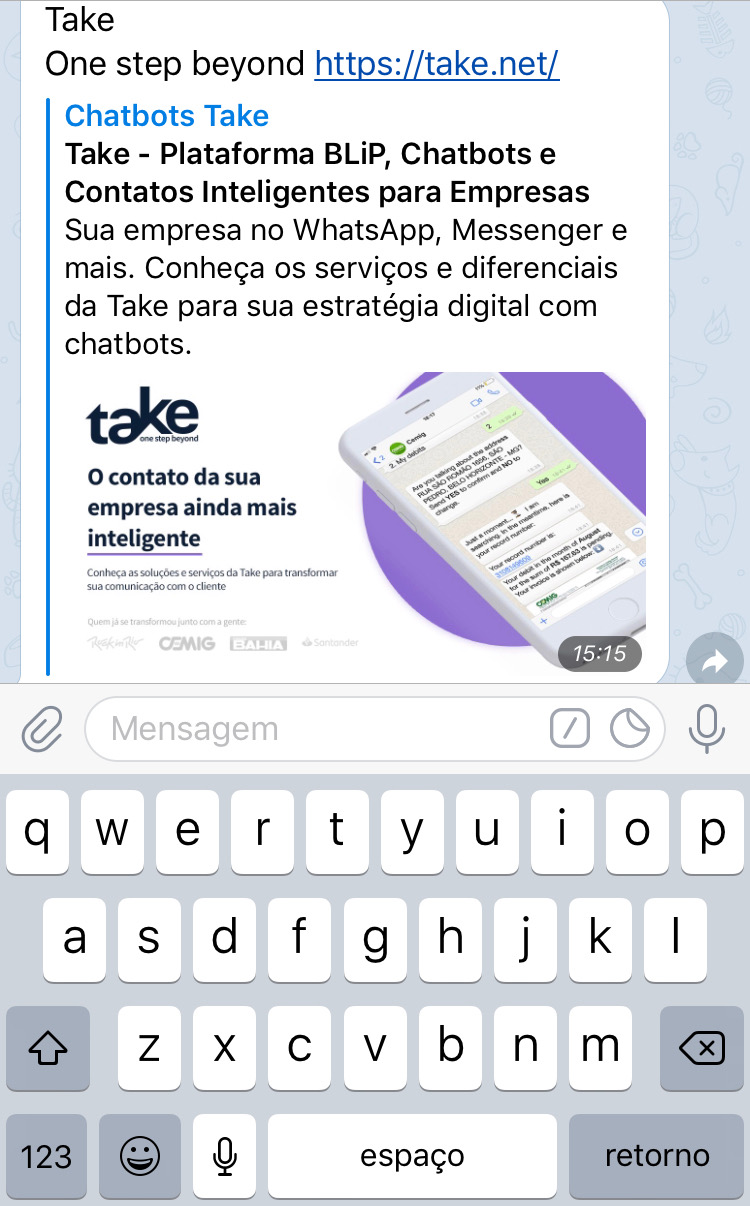 Take
One step beyond https://take.net/
Chatbots Take
Take - Plataforma BLiP, Chatbots e
Contatos Inteligentes para Empresas
Sua empresa no WhatsApp, Messenger e
mais. Conheça os serviços e diferenciais
da Take para sua estratégia digital com
chatbots.
take
one step beyond
O contato da sua
empresa ainda mais
inteligente
Conheça as soluções e serviços da Take para transformar
sua comunicação com o cliente
Quem já se transformou junto com a gente:
Rock in Rio CEMIG BAHIA Santander
Cemig
2. My debits
2
Are you talking about the address
RUA SÃO ROMÃO 1656, SÃO
PEDRO, BELO HORIZONTE - MG?
Send YES to confirm and NO to
change.
Yes
Just a moment... I am
searching. In the meantime, here is
your record number:
Your record number is:
Your debit in the month of August
for the sum of R$ 167,63 is pending.
Your invoice is shown below
CEMIG
15:15
Mensagem
q w e r t y u i o p
a s d f g h j k l
z x c v b n m
123 espaço retorno